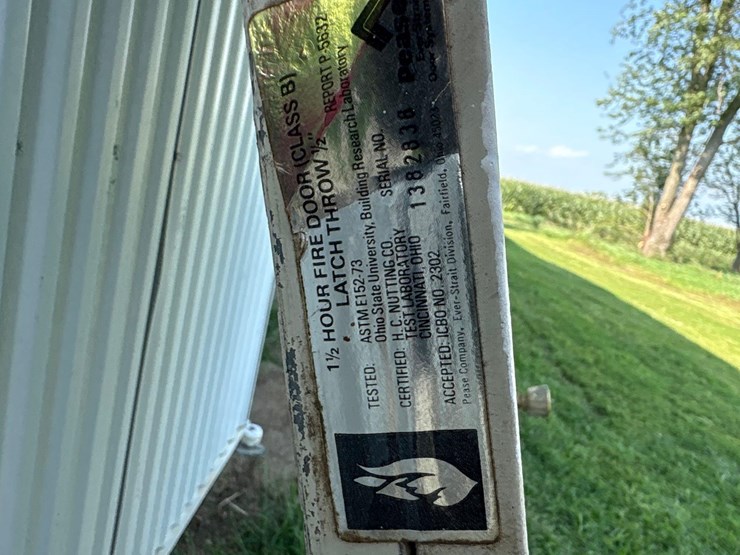 1½ HOUR FIRE DOOR (CLASS B)
LATCH THROW ½" REPORT P-5632
TESTED: ASTM E152-73
Ohio State University, Building Research Laboratory
CERTIFIED: H. C. NUTTING CO. SERIAL NO.
TEST LABORATORY 1382838
CINCINNATI, OHIO
ACCEPTED: ICBO NO. 2302
Pease Company, Ever-Strait Division, Fairfield, Ohio 45023
Pease